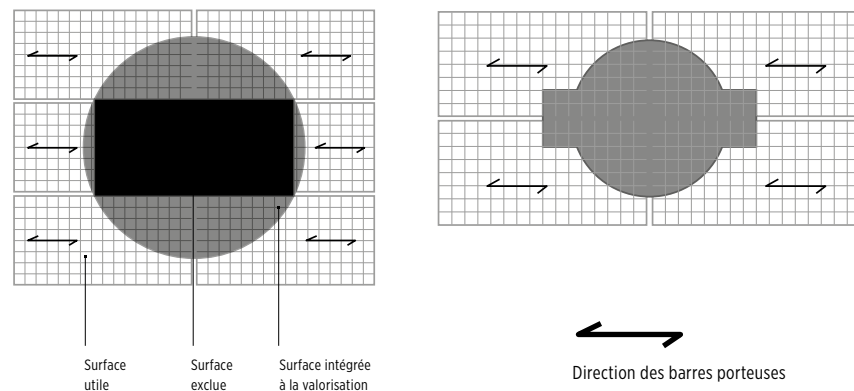 Surface
utile
Surface
exclue
Surface intégrée
à la valorisation
Direction des barres porteuses